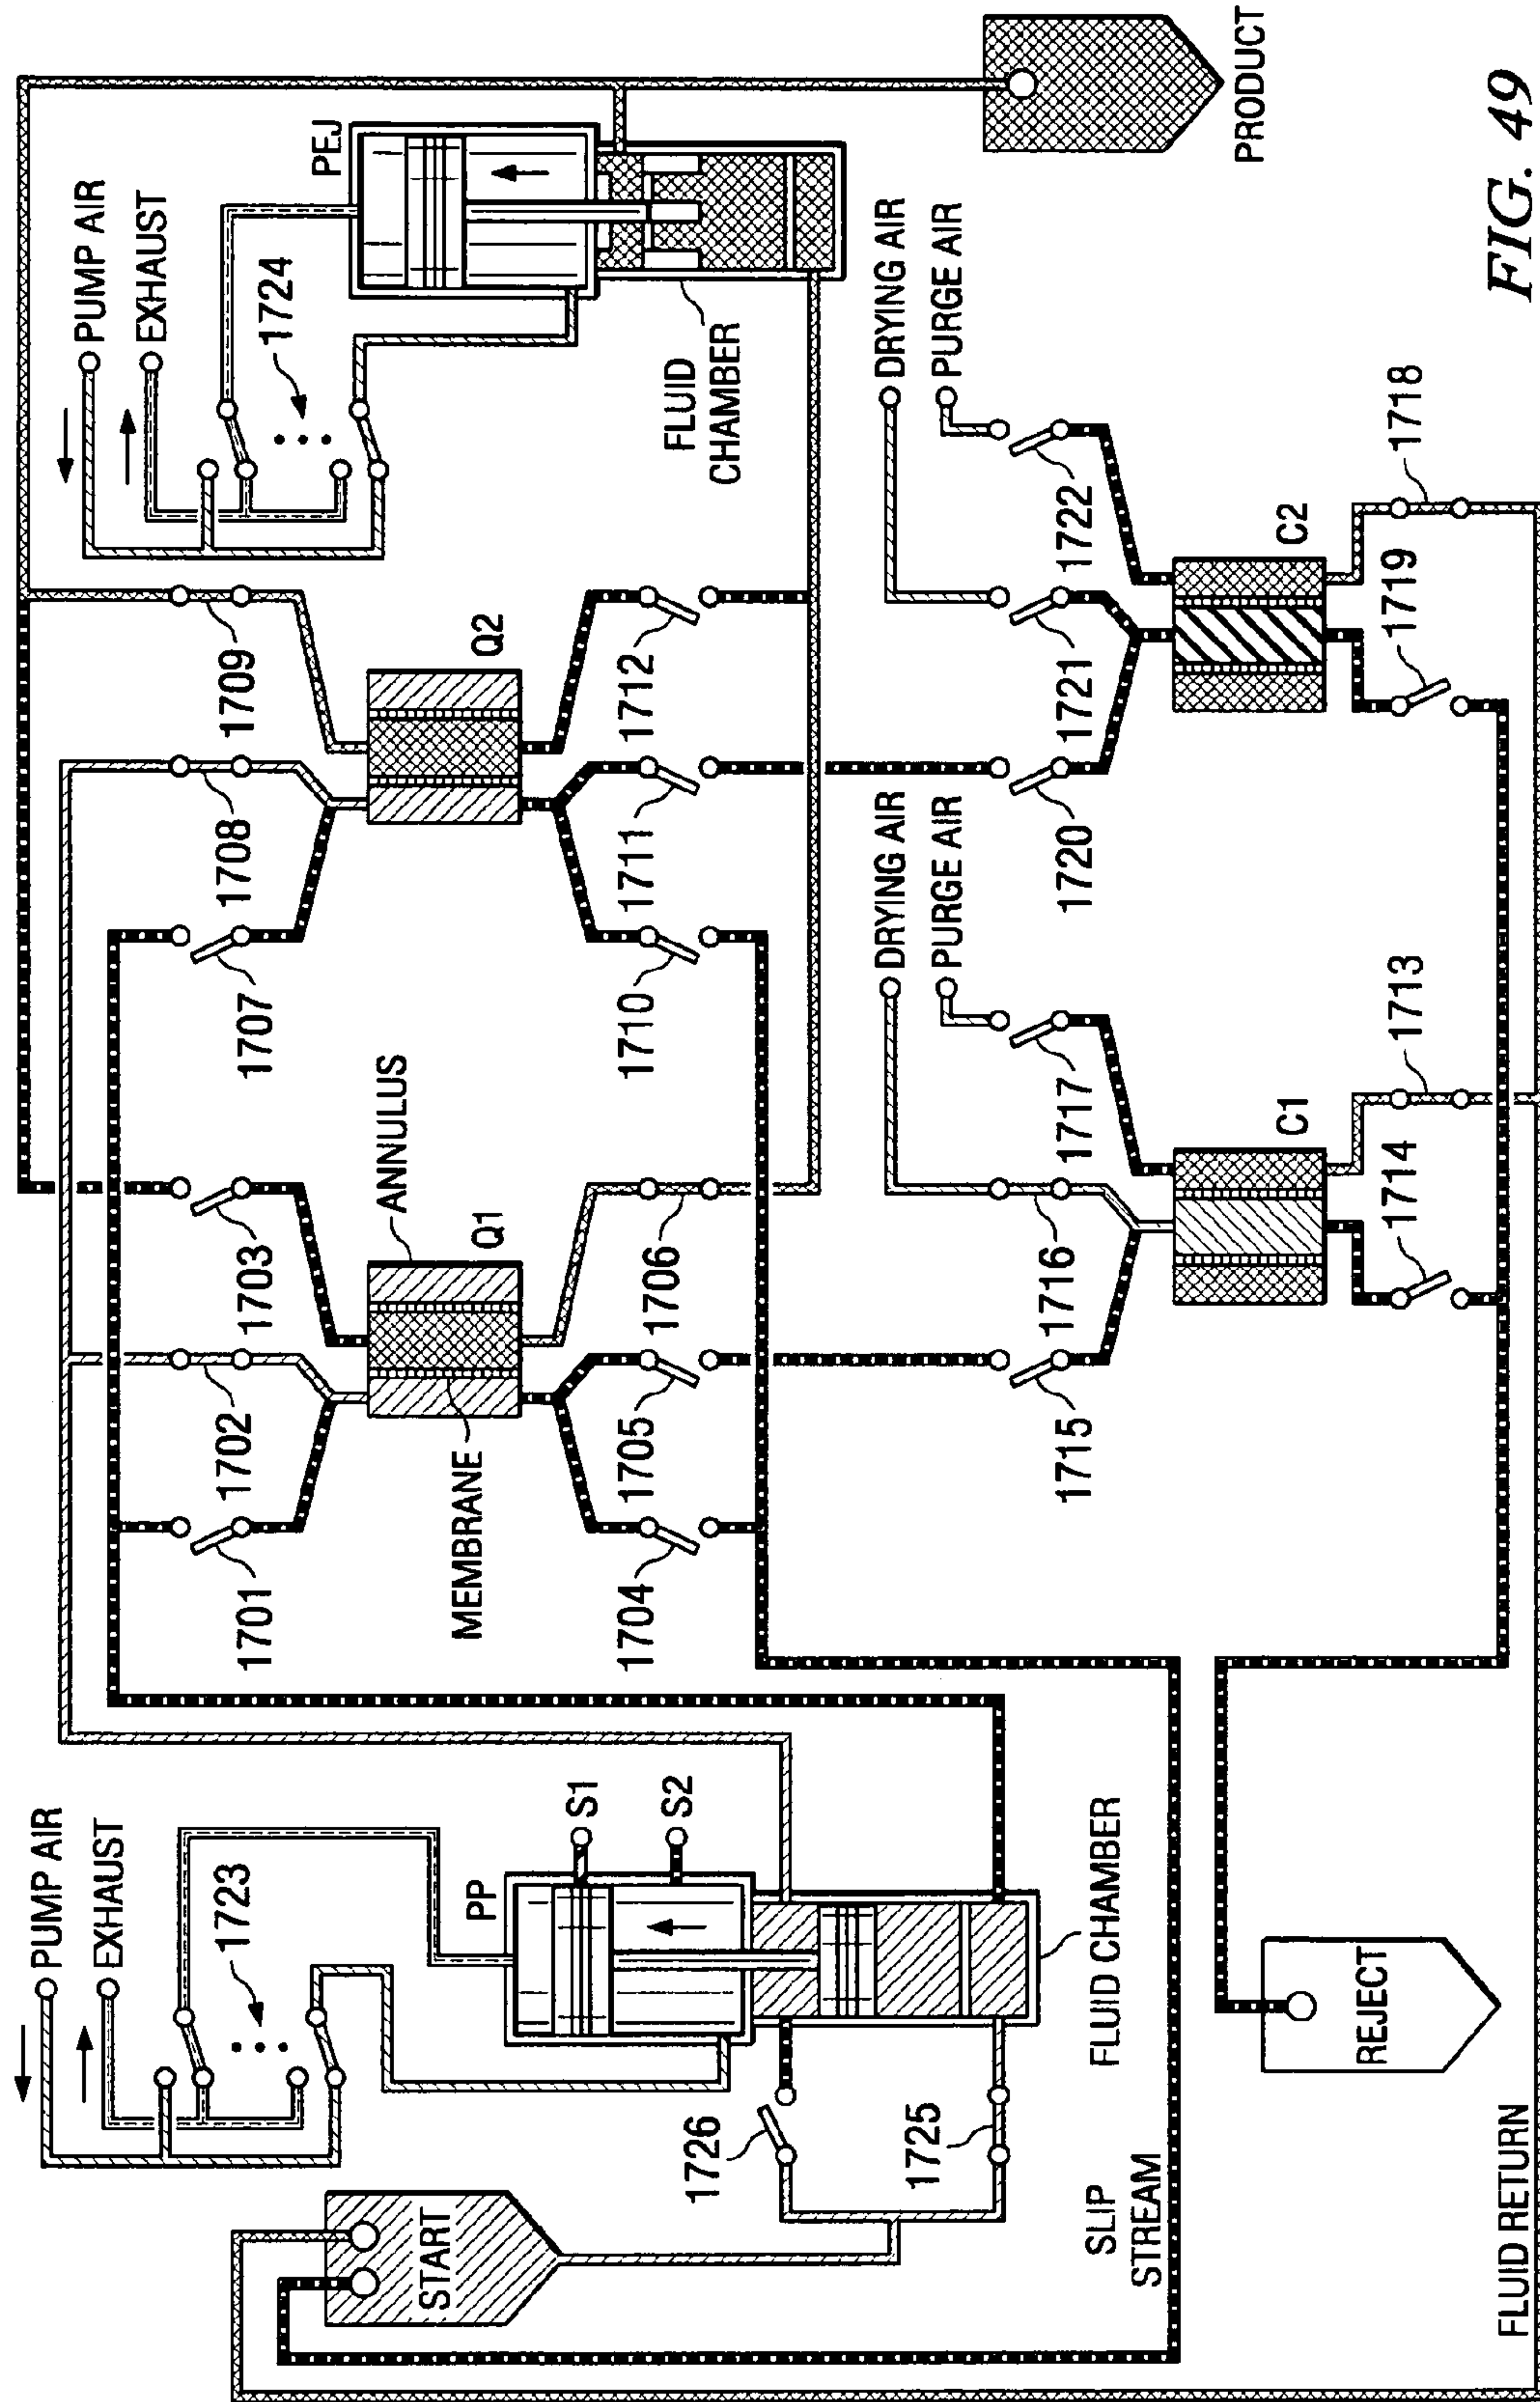 PUMP AIR
EXHAUST
1723
PP
S1
S2
FLUID CHAMBER
START
1726
1725
SLIP
STREAM
REJECT
FLUID RETURN
1701
1702
1703
MEMBRANE
ANNULUS
Q1
1704
1705
1706
1707
1708
1709
Q2
1710
1711
1712
PUMP AIR
EXHAUST
1724
PEJ
FLUID
CHAMBER
DRYING AIR
PURGE AIR
1715
1716
1717
C1
1714
1713
DRYING AIR
PURGE AIR
1720
1721
1722
C2
1719
1718
PRODUCT
FIG. 49